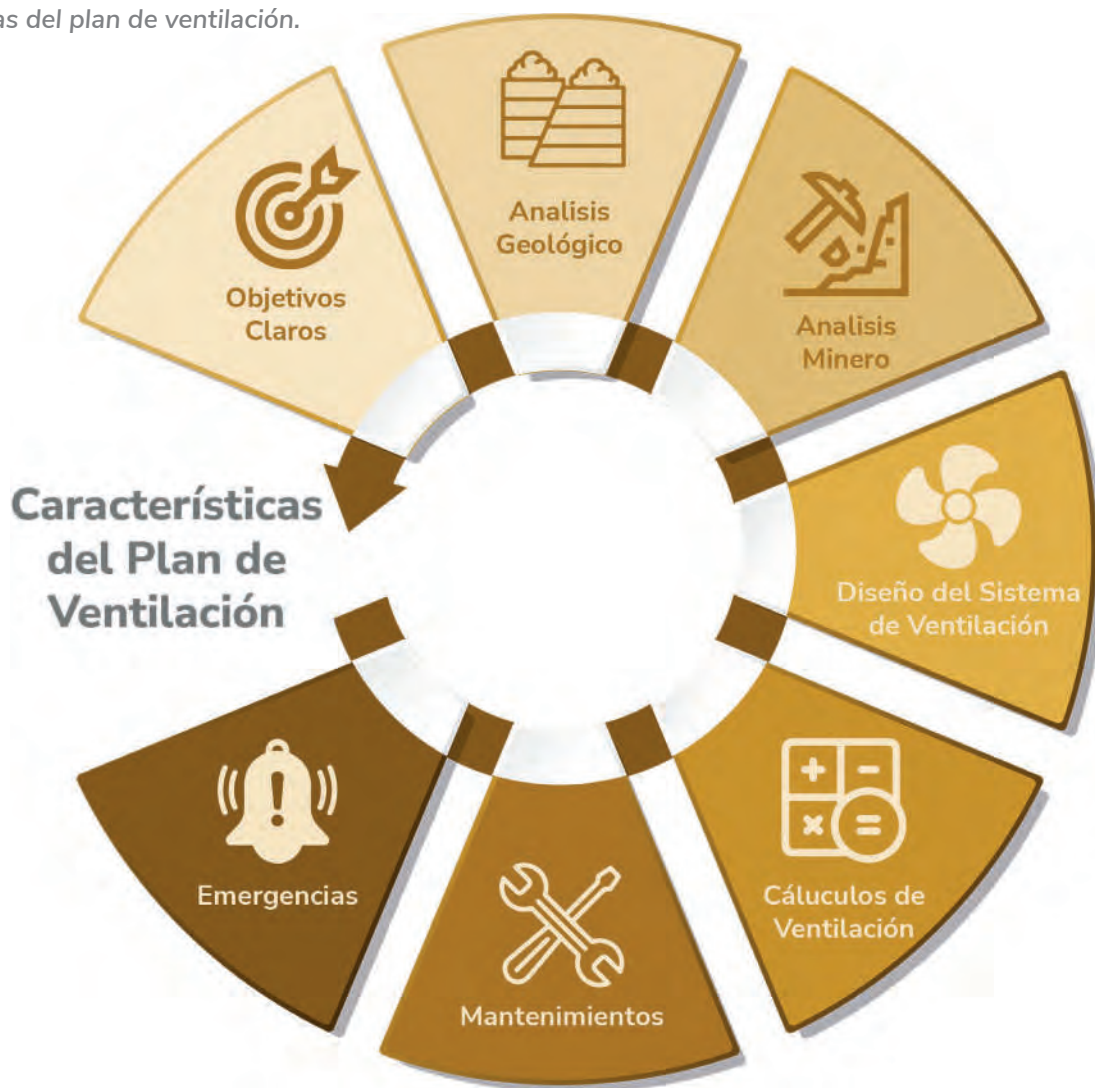 as del plan de ventilación.
Analisis
Geológico
Objetivos
Claros
Analisis
Minero
Características
del Plan de
Ventilación
Diseño del Sistema
de Ventilación
Cáluculos de
Ventilación
Emergencias
Mantenimientos